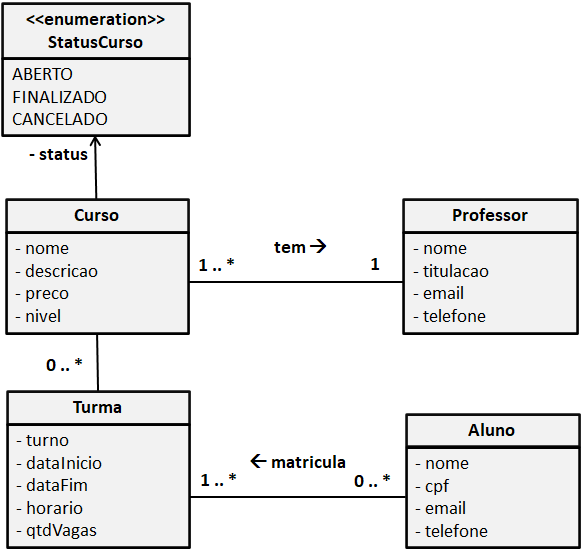 <<enumeration>>
StatusCurso
ABERTO
FINALIZADO
CANCELADO
- status
Curso
- nome
- descricao
- preco
- nivel
tem →
1 .. *
1
Professor
- nome
- titulacao
- email
- telefone
0 .. *
Turma
- turno
- dataInicio
- dataFim
- horario
- qtdVagas
← matricula
1 .. *
0 .. *
Aluno
- nome
- cpf
- email
- telefone